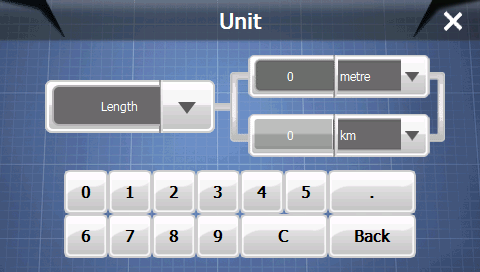 Unit
0 metre
Length
0 km
0 1 2 3 4 5 .
6 7 8 9 C Back